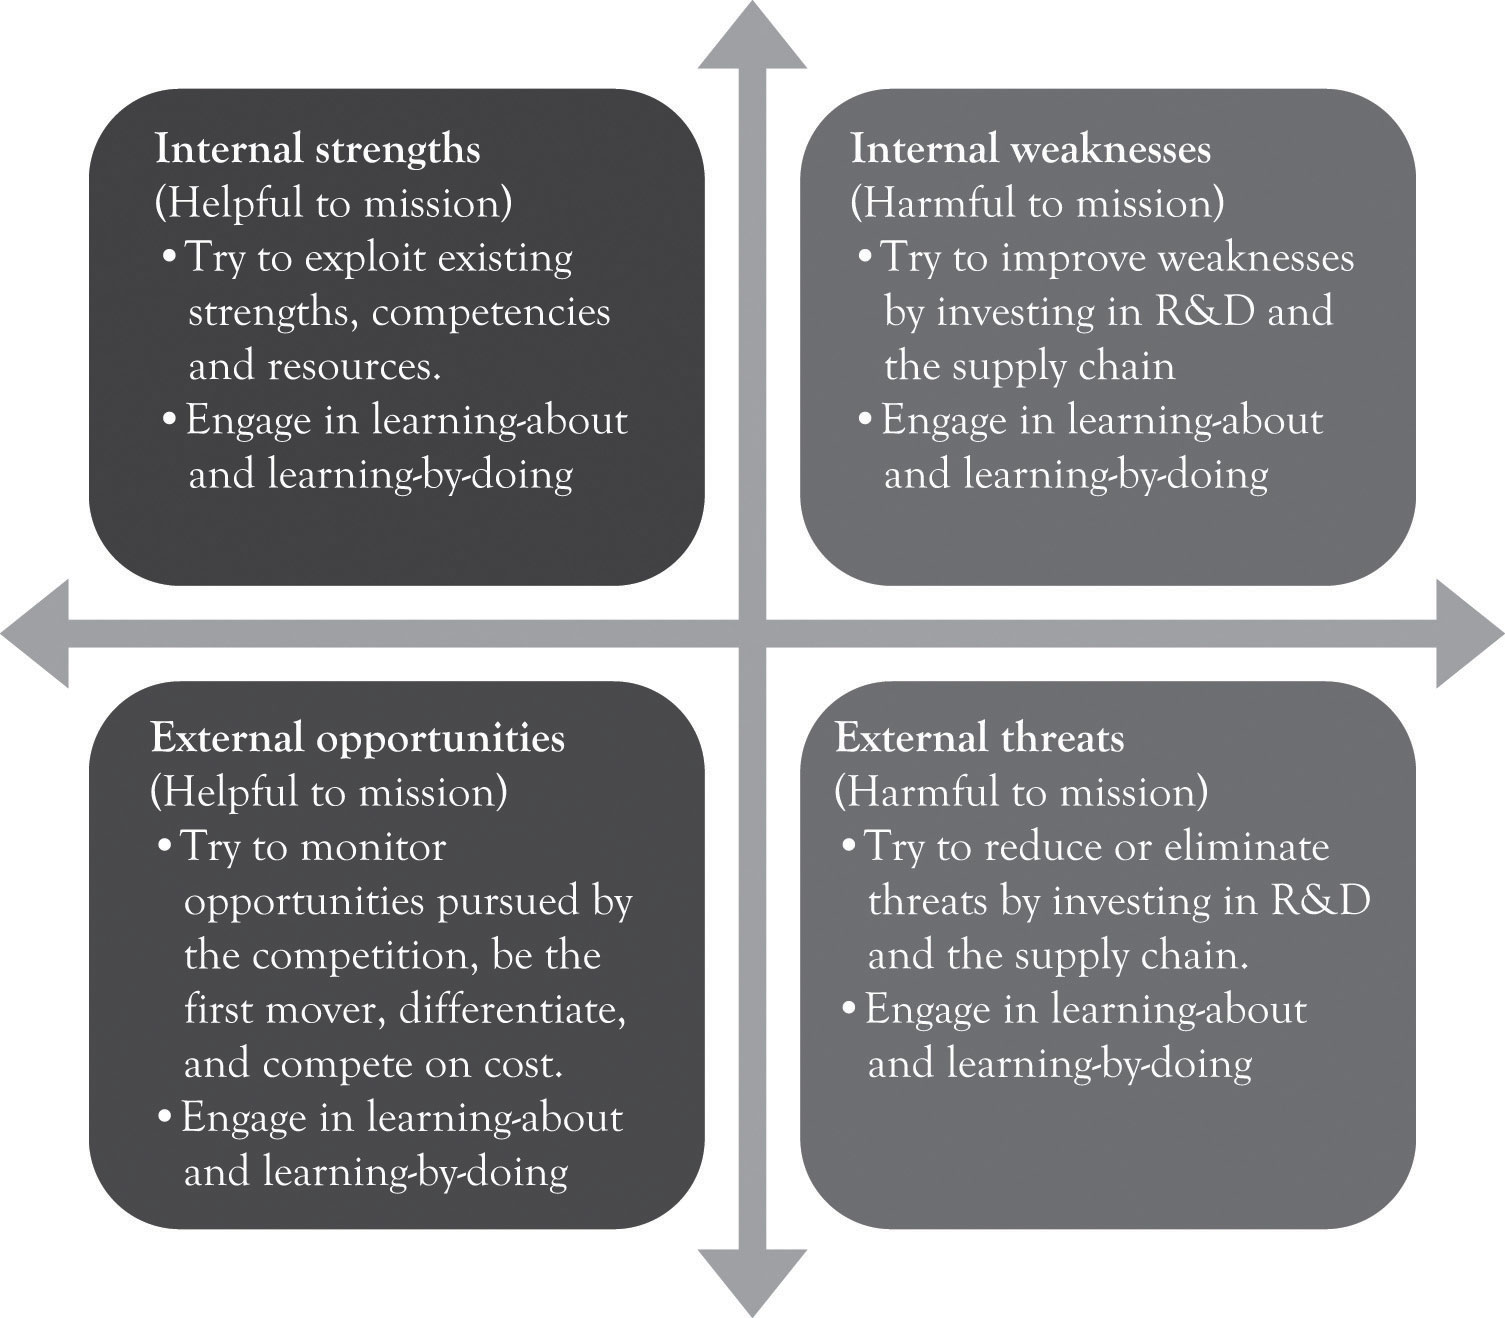 Internal strengths
(Helpful to mission)
• Try to exploit existing
strengths, competencies
and resources.
• Engage in learning-about
and learning-by-doing
Internal weaknesses
(Harmful to mission)
• Try to improve weaknesses
by investing in R&D and
the supply chain
• Engage in learning-about
and learning-by-doing
External opportunities
(Helpful to mission)
• Try to monitor
opportunities pursued by
the competition, be the
first mover, differentiate,
and compete on cost.
• Engage in learning-about
and learning-by-doing
External threats
(Harmful to mission)
• Try to reduce or eliminate
threats by investing in R&D
and the supply chain.
• Engage in learning-about
and learning-by-doing